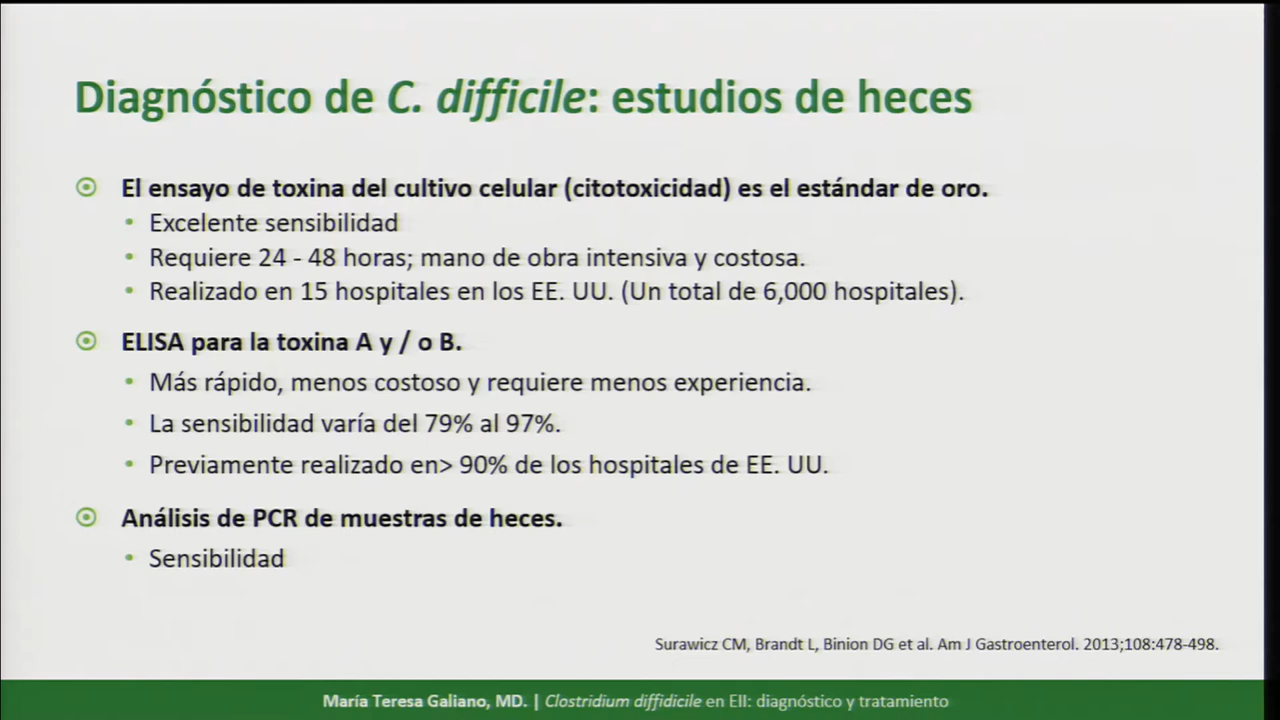 Diagnóstico de C. difficile: estudios de heces
El ensayo de toxina del cultivo celular (citotoxicidad) es el estándar de oro.
Excelente sensibilidad
Requiere 24 - 48 horas; mano de obra intensiva y costosa.
Realizado en 15 hospitales en los EE. UU. (Un total de 6,000 hospitales).
ELISA para la toxina A y / o B.
Más rápido, menos costoso y requiere menos experiencia.
La sensibilidad varía del 79% al 97%.
Previamente realizado en> 90% de los hospitales de EE. UU.
Análisis de PCR de muestras de heces.
Sensibilidad
Surawicz CM, Brandt L, Binion DG et al. Am J Gastroenterol. 2013;108:478-498.
María Teresa Galiano, MD. | Clostridium diffidicile en EII: diagnóstico y tratamiento